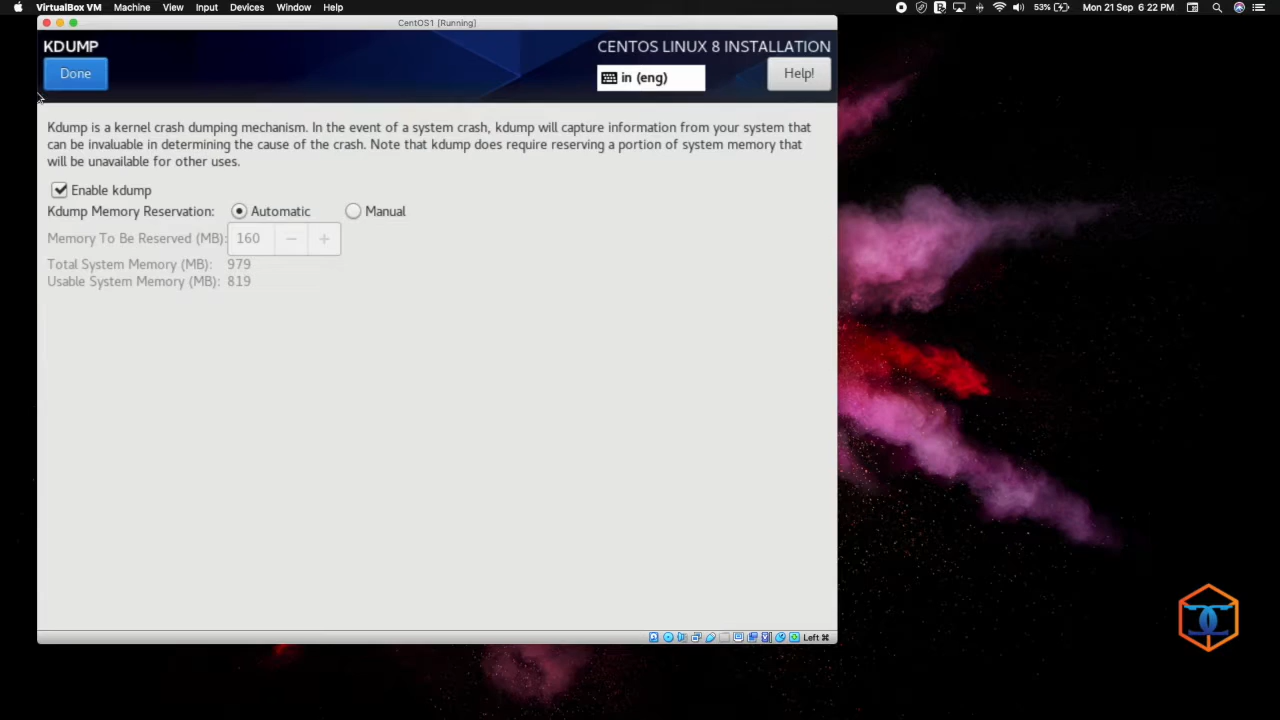 VirtualBox VM Machine View Input Devices Window Help 53% Mon 21 Sep 6:22 PM
CentOS1 [Running]
KDUMP
CENTOS LINUX 8 INSTALLATION
Done
in (eng)
Help!
Kdump is a kernel crash dumping mechanism. In the event of a system crash, kdump will capture information from your system that
can be invaluable in determining the cause of the crash. Note that kdump does require reserving a portion of system memory that
will be unavailable for other uses.
Enable kdump
Kdump Memory Reservation: Automatic Manual
Memory To Be Reserved (MB): 160 − +
Total System Memory (MB): 979
Usable System Memory (MB): 819
Left ⌘